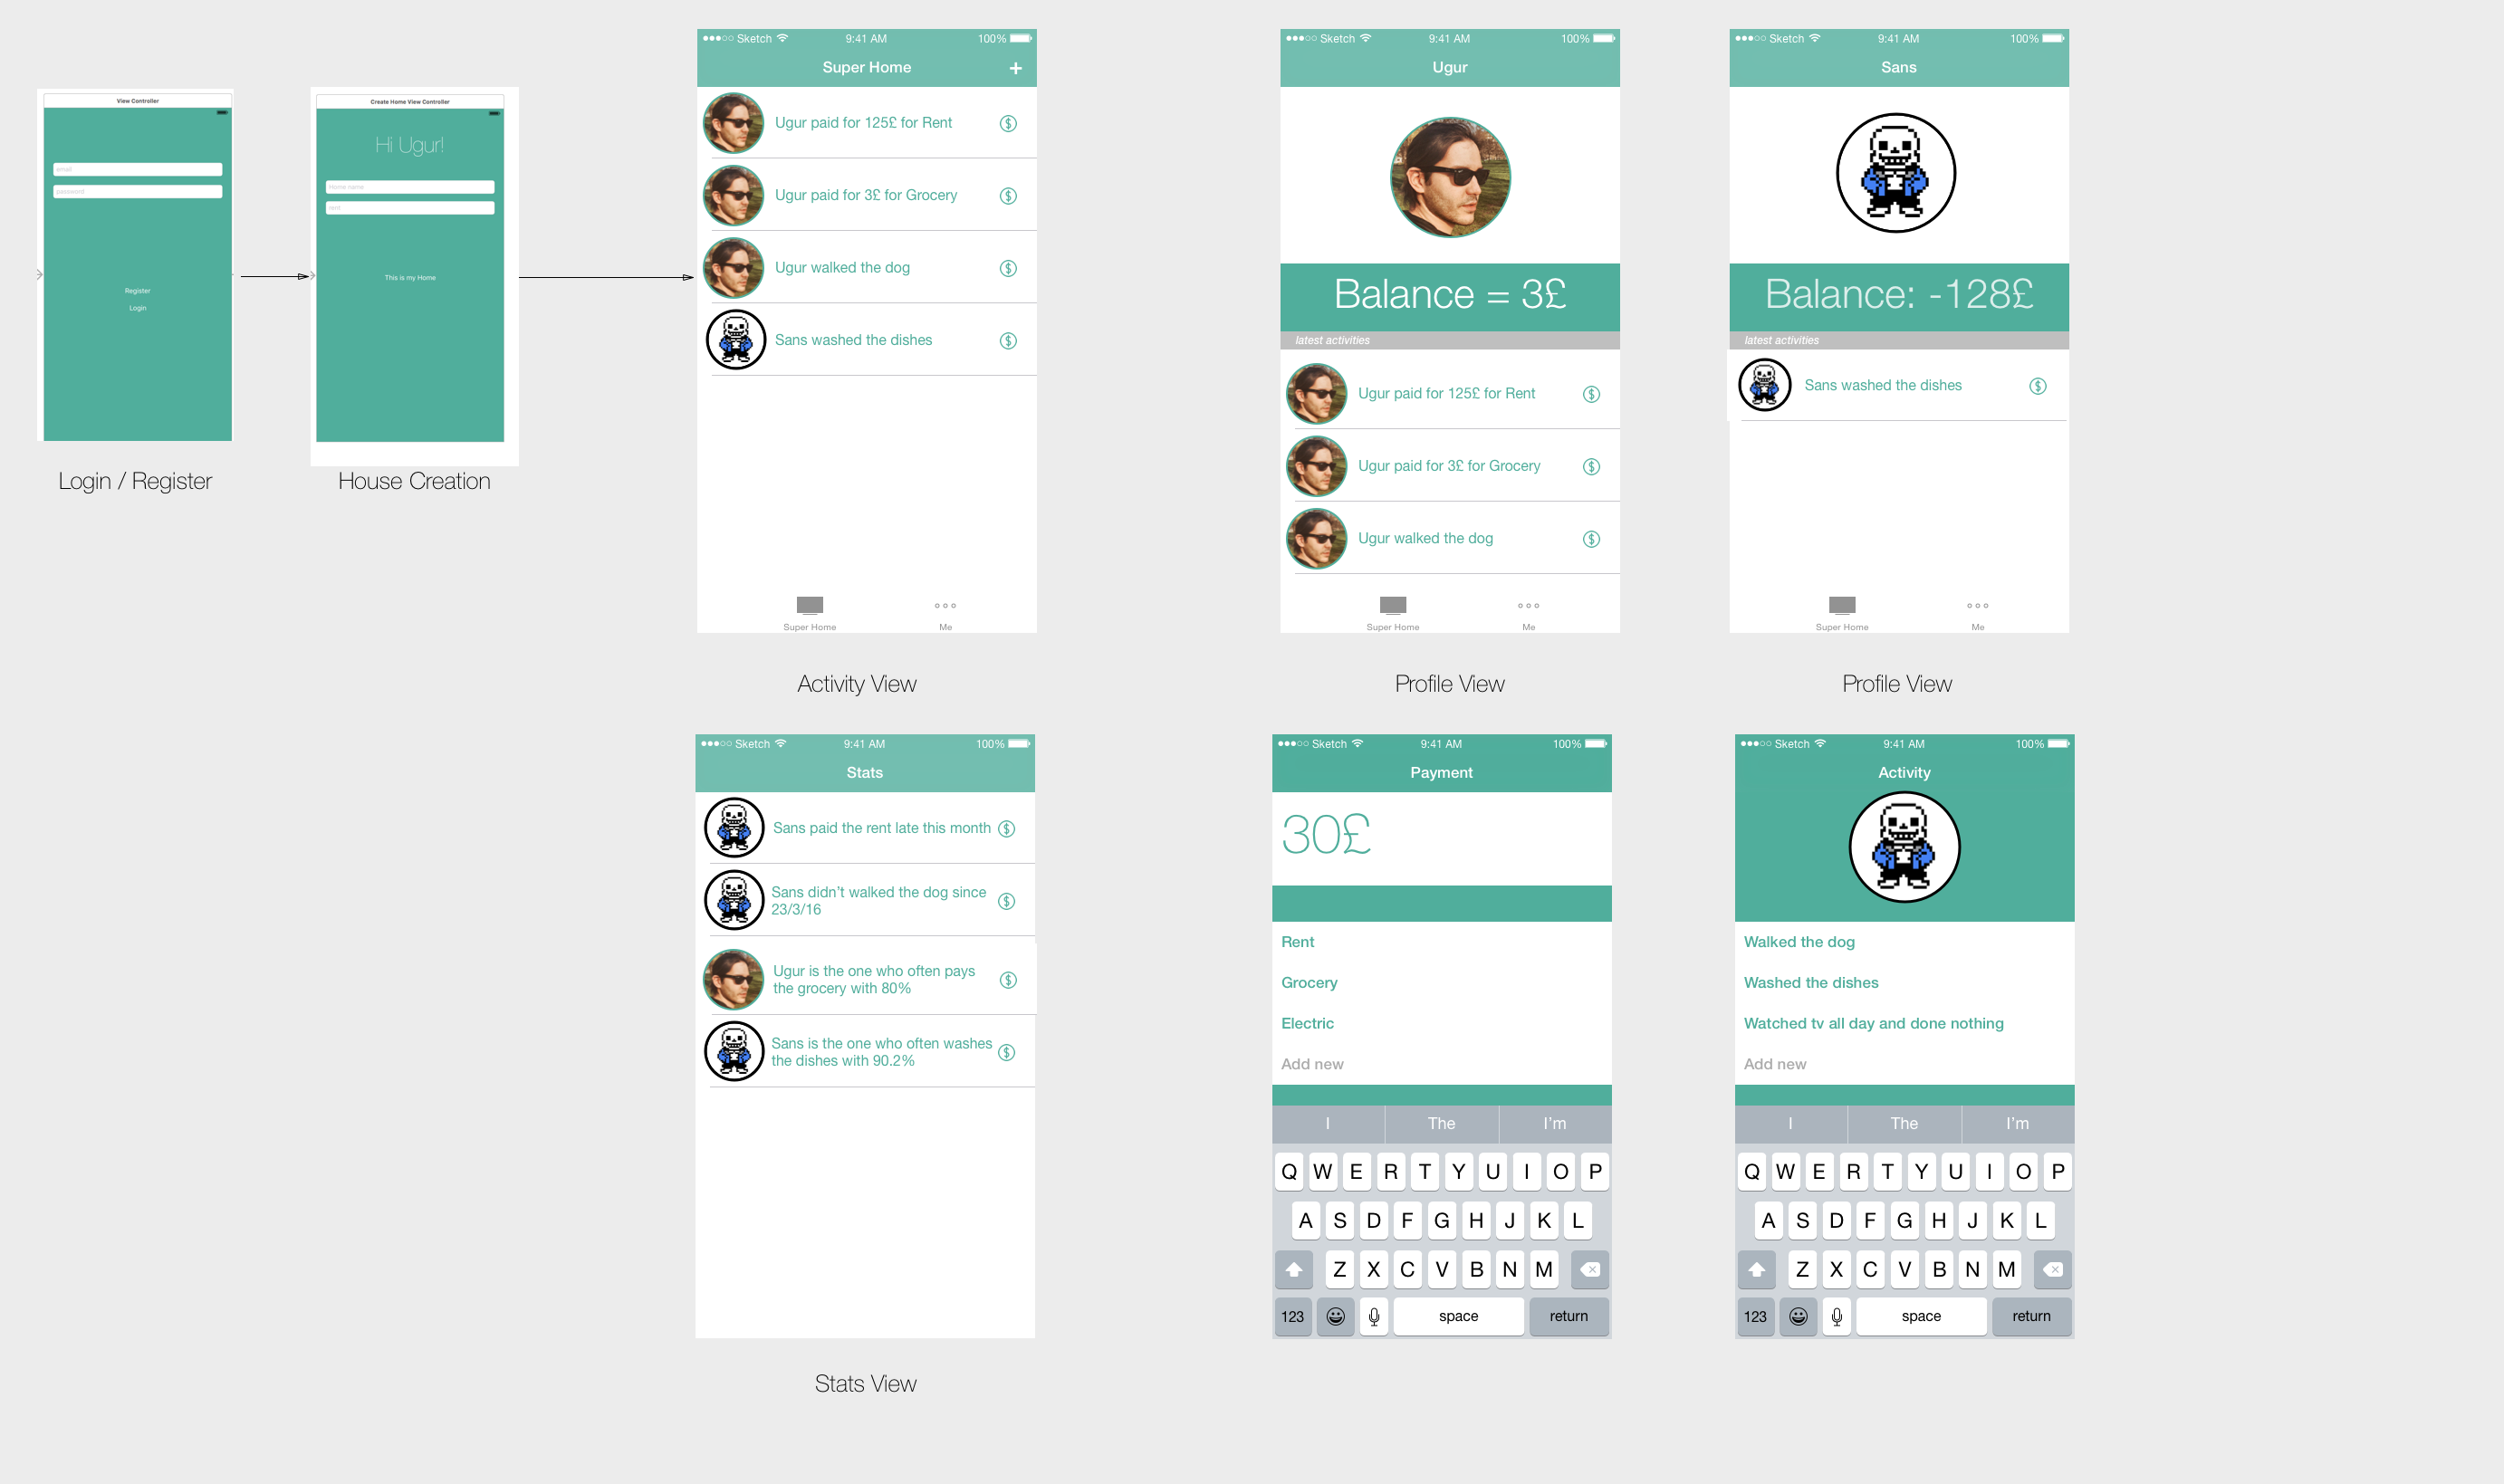 View Controller
email
password
Register
Login
Login / Register
Create Home View Controller
Hi Ugur!
Home name
rent
This is my Home
House Creation
Sketch 9:41 AM 100%
Super Home +
Ugur paid for 125£ for Rent
Ugur paid for 3£ for Grocery
Ugur walked the dog
Sans washed the dishes
Super Home Me
Activity View
Sketch 9:41 AM 100%
Ugur
Balance = 3£
latest activities
Ugur paid for 125£ for Rent
Ugur paid for 3£ for Grocery
Ugur walked the dog
Super Home Me
Profile View
Sketch 9:41 AM 100%
Sans
Balance: -128£
latest activities
Sans washed the dishes
Super Home Me
Profile View
Sketch 9:41 AM 100%
Stats
Sans paid the rent late this month
Sans didn’t walked the dog since
23/3/16
Ugur is the one who often pays
the grocery with 80%
Sans is the one who often washes
the dishes with 90.2%
Stats View
Sketch 9:41 AM 100%
Payment
30£
Rent
Grocery
Electric
Add new
I The I’m
Q W E R T Y U I O P
A S D F G H J K L
Z X C V B N M
123 space return
Sketch 9:41 AM 100%
Activity
Walked the dog
Washed the dishes
Watched tv all day and done nothing
Add new
I The I’m
Q W E R T Y U I O P
A S D F G H J K L
Z X C V B N M
123 space return